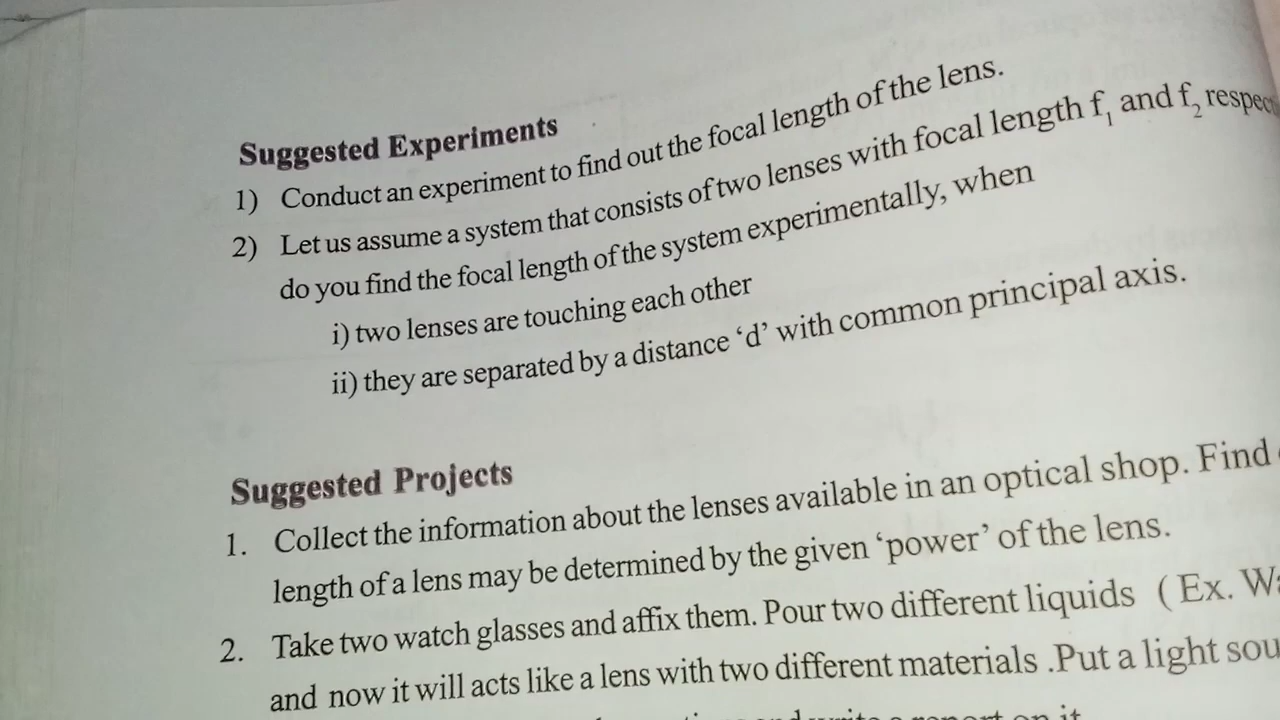 Suggested Experiments
1) Conduct an experiment to find out the focal length of the lens.
2) Let us assume a system that consists of two lenses with focal length f₁ and f₂
do you find the focal length of the system experimentally, when
i) two lenses are touching each other
ii) they are separated by a distance ‘d’ with common principal axis.
Suggested Projects
1. Collect the information about the lenses available in an optical shop. Find
length of a lens may be determined by the given ‘power’ of the lens.
2. Take two watch glasses and affix them. Pour two different liquids ( Ex.
and now it will acts like a lens with two different materials .Put a light
and write a report on it